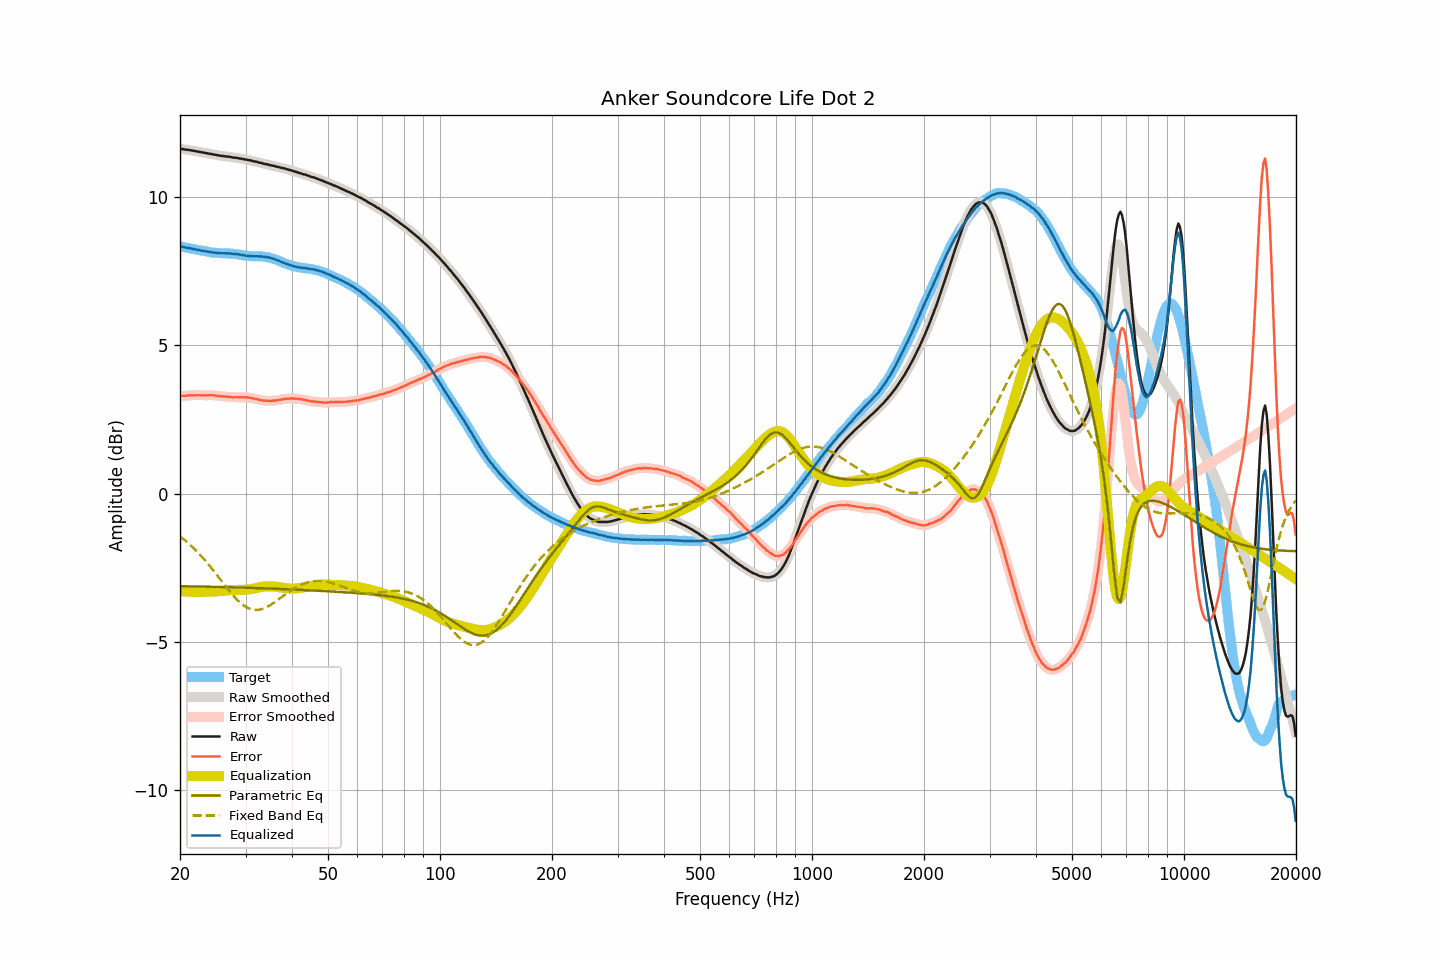 Anker Soundcore Life Dot 2
Amplitude (dBr)
10
5
0
−5
−10
Target
Raw Smoothed
Error Smoothed
Raw
Error
Equalization
Parametric Eq
Fixed Band Eq
Equalized
20 50 100 200 500 1000 2000 5000 10000 20000
Frequency (Hz)